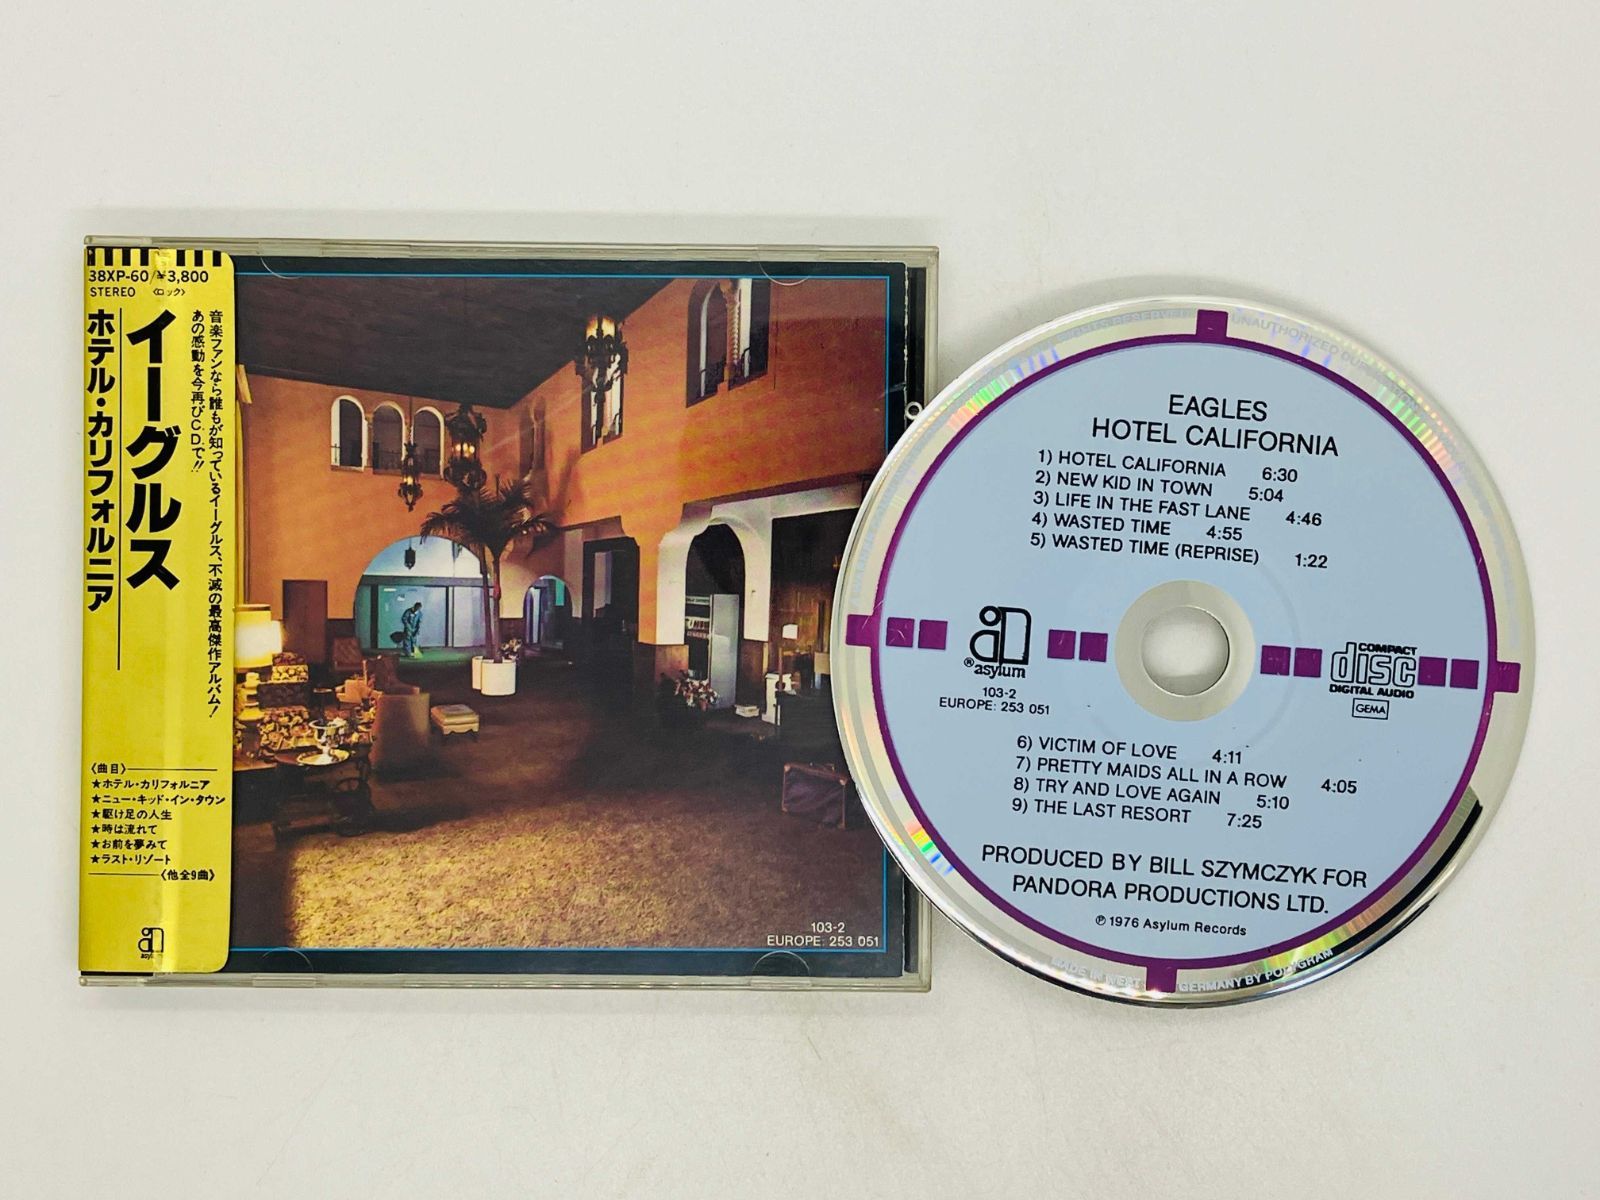 38XP-60/¥3,800
STEREO 〈ロック〉
音楽ファンなら誰もが知っているイーグルス、不滅の最高傑作アルバム!
あの感動を今再びC.D.で!!
イーグルス
ホテル・カリフォルニア
〈曲目〉
★ホテル・カリフォルニア
★ニュー・キッド・イン・タウン
★駆け足の人生
★時は流れて
★お前を夢みて
★ラスト・リゾート
〈他全9曲〉
asylum
103-2
EUROPE: 253 051
EAGLES
HOTEL CALIFORNIA
1) HOTEL CALIFORNIA 6:30
2) NEW KID IN TOWN 5:04
3) LIFE IN THE FAST LANE 4:46
4) WASTED TIME 4:55
5) WASTED TIME (REPRISE) 1:22
® asylum
103-2
EUROPE: 253 051
COMPACT
disc
DIGITAL AUDIO
GEMA
6) VICTIM OF LOVE 4:11
7) PRETTY MAIDS ALL IN A ROW 4:05
8) TRY AND LOVE AGAIN 5:10
9) THE LAST RESORT 7:25
PRODUCED BY BILL SZYMCZYK FOR
PANDORA PRODUCTIONS LTD.
℗ 1976 Asylum Records
MADE IN WEST GERMANY BY POLYGRAM
RIGHTS RESERVED UNAUTHORIZED